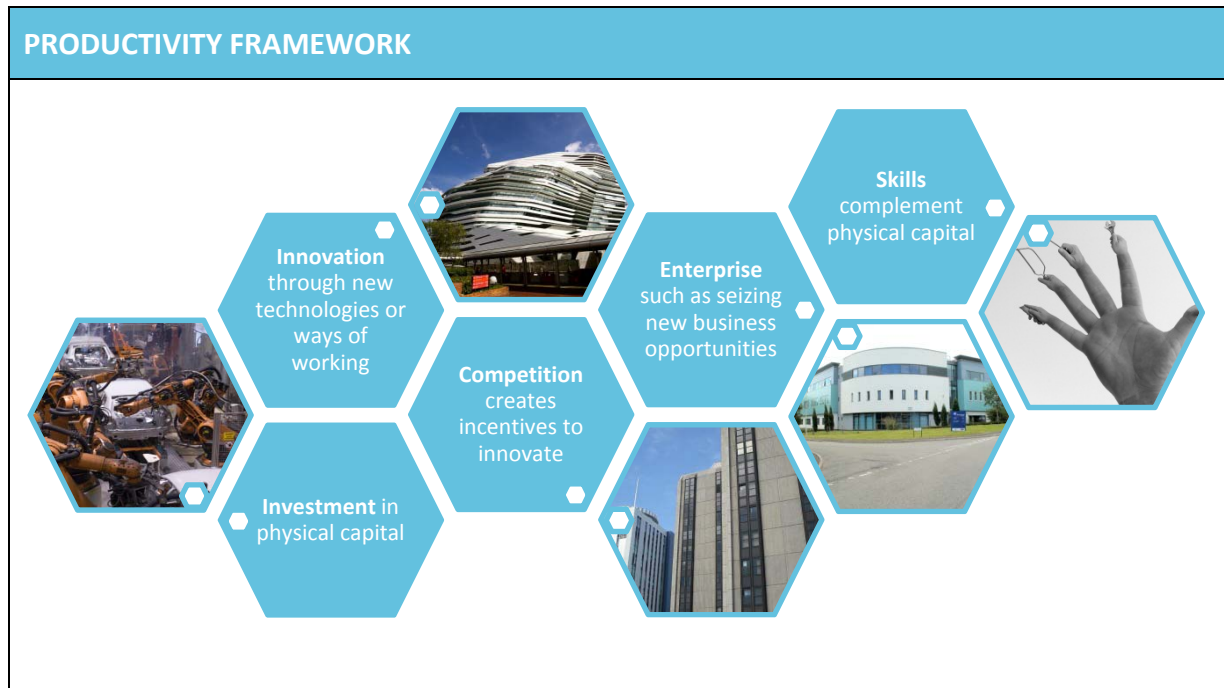 PRODUCTIVITY FRAMEWORK
Innovation
through new
technologies or
ways of
working
Investment in
physical capital
Competition
creates
incentives to
innovate
Enterprise
such as seizing
new business
opportunities
Skills
complement
physical capital